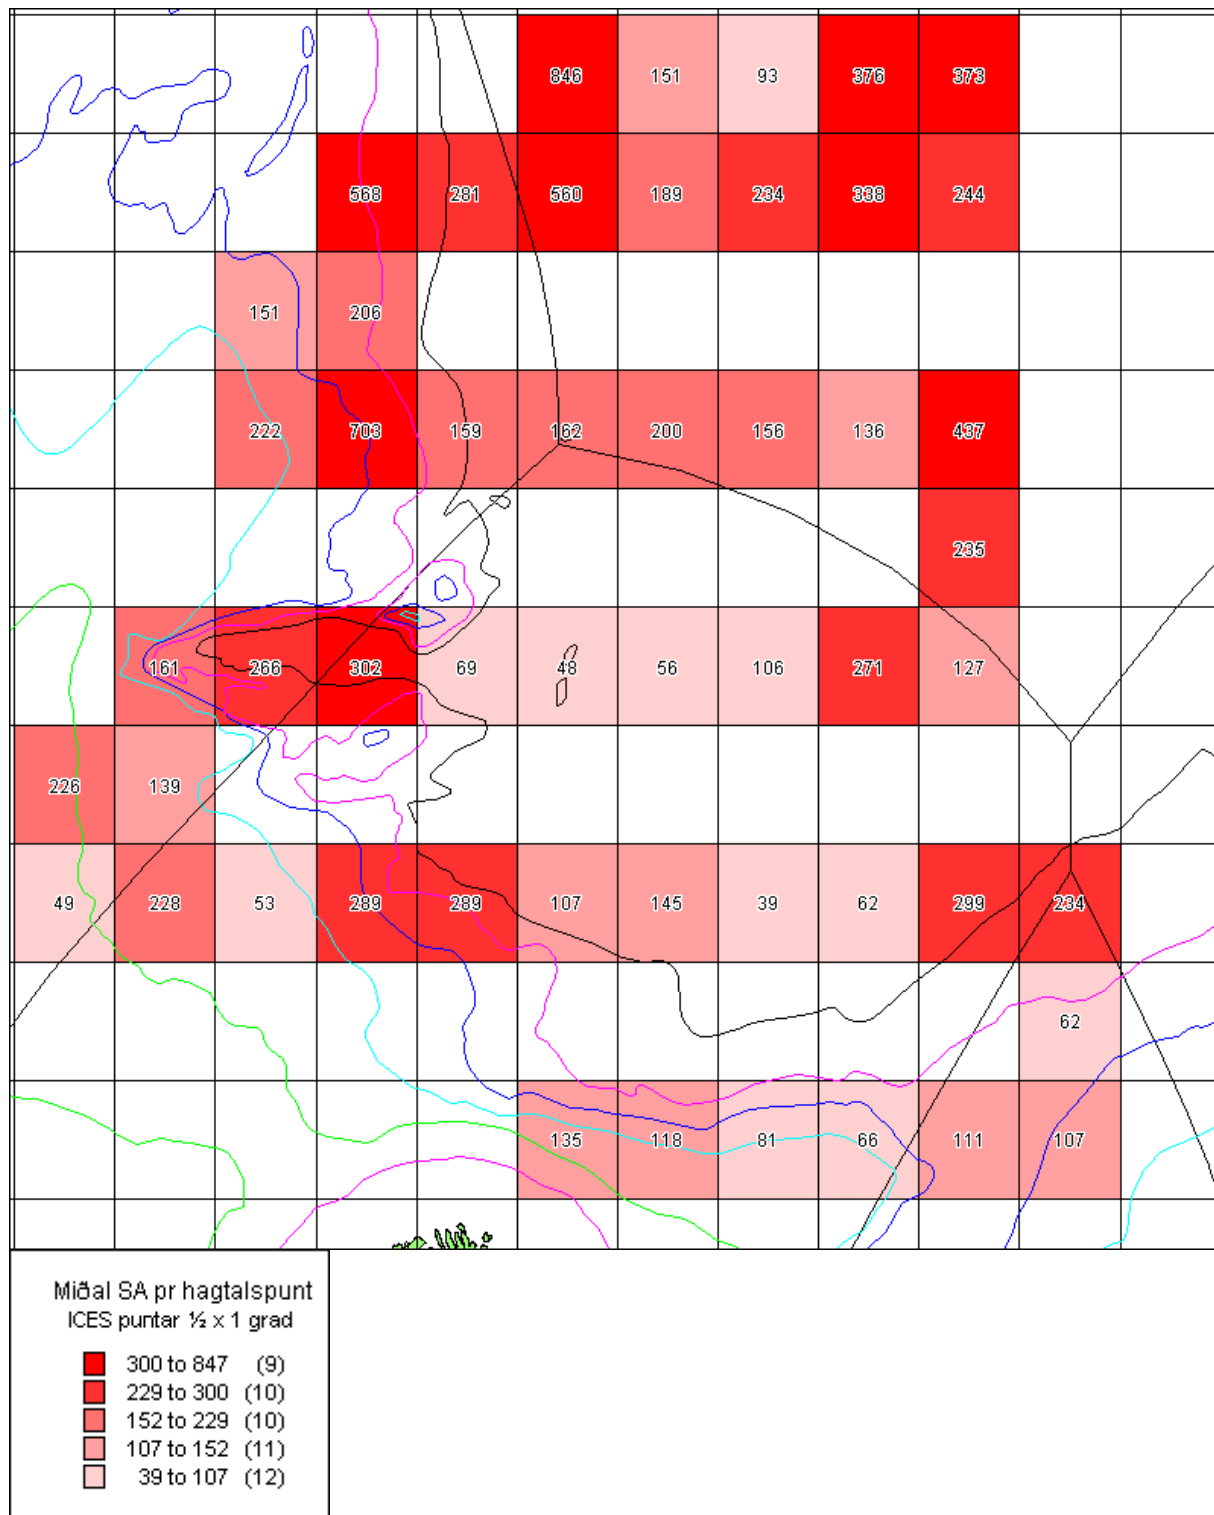 846 151 93 376 373
568 281 560 189 234 338 244
151 206
222 703 159 162 200 156 136 437
235
161 266 302 69 48 56 106 271 127
226 139
49 228 53 289 289 107 145 39 62 299 234
62
135 118 81 66 111 107
Miðal SA pr hagtalspunt
ICES puntar ½ x 1 grad
300 to 847 (9)
229 to 300 (10)
152 to 229 (10)
107 to 152 (11)
39 to 107 (12)